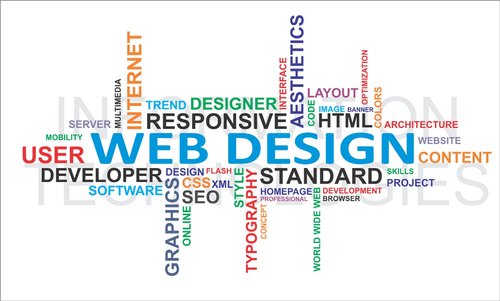 INFORMATION
TECHNOLOGIES
INTERNET
MULTIMEDIA
TREND
DESIGNER
INTERFACE
AESTHETICS
LAYOUT
OPTIMIZATION
CODE
IMAGE
BANNER
COLORS
SERVER
RESPONSIVE
HTML
ARCHITECTURE
MOBILITY
WEB DESIGN
WEBSITE
USER
CONTENT
DEVELOPER
DESIGN
FLASH
STYLE
STANDARD
SKILLS
SOFTWARE
CSS
XML
HOMEPAGE
DEVELOPMENT
PROJECT
GRAPHICS
ONLINE
SEO
TYPOGRAPHY
CONCEPT
PROFESSIONAL
WORLD WIDE WEB
BROWSER